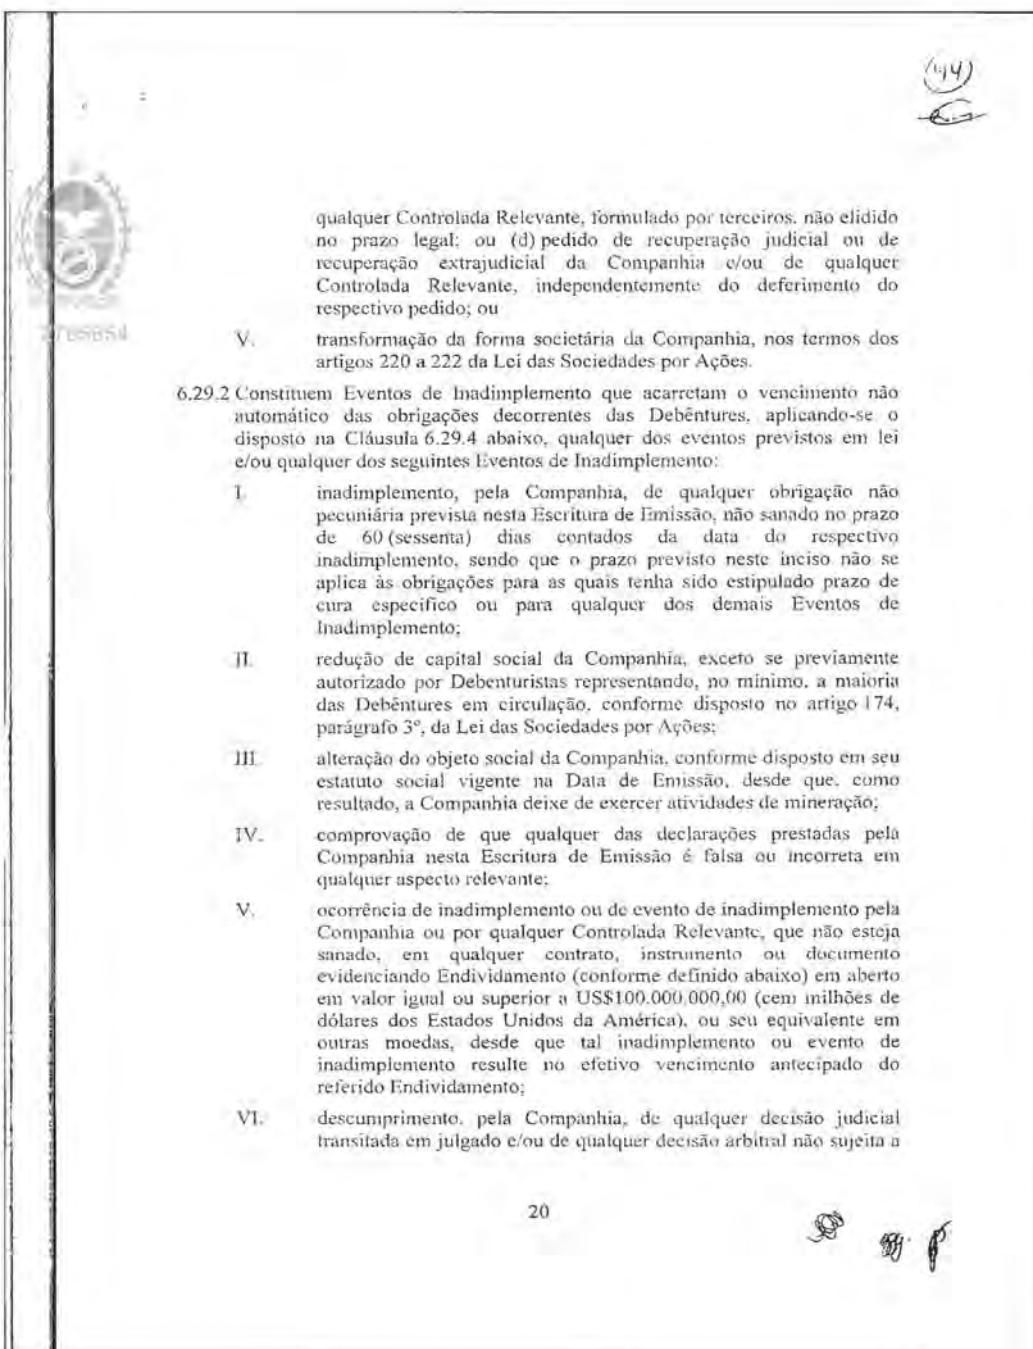 (44)
qualquer Controlada Relevante, formulado por terceiros, não elidido
no prazo legal; ou (d) pedido de recuperação judicial ou de
recuperação extrajudicial da Companhia e/ou de qualquer
Controlada Relevante, independentemente do deferimento do
respectivo pedido; ou
V. transformação da forma societária da Companhia, nos termos dos
artigos 220 a 222 da Lei das Sociedades por Ações.
6.29.2 Constituem Eventos de Inadimplemento que acarretam o vencimento não
automático das obrigações decorrentes das Debêntures, aplicando-se o
disposto na Cláusula 6.29.4 abaixo, qualquer dos eventos previstos em lei
e/ou qualquer dos seguintes Eventos de Inadimplemento:
I. inadimplemento, pela Companhia, de qualquer obrigação não
pecuniária prevista nesta Escritura de Emissão, não sanado no prazo
de 60 (sessenta) dias contados da data do respectivo
inadimplemento, sendo que o prazo previsto neste inciso não se
aplica às obrigações para as quais tenha sido estipulado prazo de
cura específico ou para qualquer dos demais Eventos de
Inadimplemento;
II. redução de capital social da Companhia, exceto se previamente
autorizado por Debenturistas representando, no mínimo, a maioria
das Debêntures em circulação, conforme disposto no artigo 174,
parágrafo 3º, da Lei das Sociedades por Ações;
III. alteração do objeto social da Companhia, conforme disposto em seu
estatuto social vigente na Data de Emissão, desde que, como
resultado, a Companhia deixe de exercer atividades de mineração;
IV. comprovação de que qualquer das declarações prestadas pela
Companhia nesta Escritura de Emissão é falsa ou incorreta em
qualquer aspecto relevante;
V. ocorrência de inadimplemento ou de evento de inadimplemento pela
Companhia ou por qualquer Controlada Relevante, que não esteja
sanado, em qualquer contrato, instrumento ou documento
evidenciando Endividamento (conforme definido abaixo) em aberto
em valor igual ou superior a US$100.000.000,00 (cem milhões de
dólares dos Estados Unidos da América), ou seu equivalente em
outras moedas, desde que tal inadimplemento ou evento de
inadimplemento resulte no efetivo vencimento antecipado do
referido Endividamento;
VI. descumprimento, pela Companhia, de qualquer decisão judicial
transitada em julgado e/ou de qualquer decisão arbitral não sujeita a
20